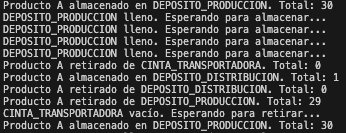 Producto A almacenado en DEPOSITO_PRODUCCION. Total: 30
DEPOSITO_PRODUCCION lleno. Esperando para almacenar...
DEPOSITO_PRODUCCION lleno. Esperando para almacenar...
DEPOSITO_PRODUCCION lleno. Esperando para almacenar...
DEPOSITO_PRODUCCION lleno. Esperando para almacenar...
Producto A retirado de CINTA_TRANSPORTADORA. Total: 0
Producto A almacenado en DEPOSITO_DISTRIBUCION. Total: 1
Producto A retirado de DEPOSITO_DISTRIBUCION. Total: 0
Producto A retirado de DEPOSITO_PRODUCCION. Total: 29
CINTA_TRANSPORTADORA vacío. Esperando para retirar...
Producto A almacenado en DEPOSITO_PRODUCCION. Total: 30